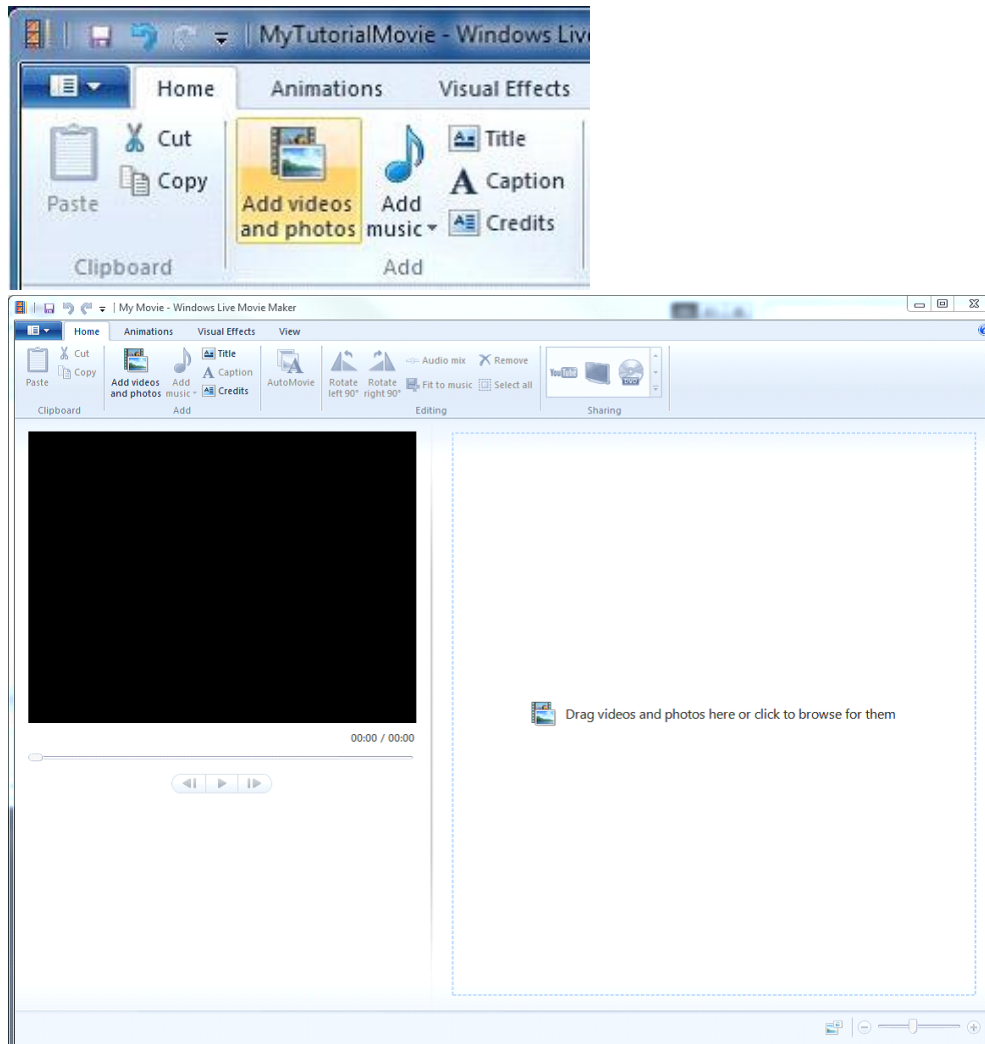 MyTutorialMovie - Windows Liv
Home Animations Visual Effects
Cut Title
Copy Caption
Paste Add videos Add
and photos music Credits
Clipboard Add
My Movie - Windows Live Movie Maker
Home Animations Visual Effects View
Cut Title Audio mix Remove
Copy Caption
Paste Add videos Add AutoMovie Rotate Rotate Fit to music Select all You Tube
and photos music Credits left 90° right 90° DVD
Clipboard Add Editing Sharing
Drag videos and photos here or click to browse for them
00:00 / 00:00